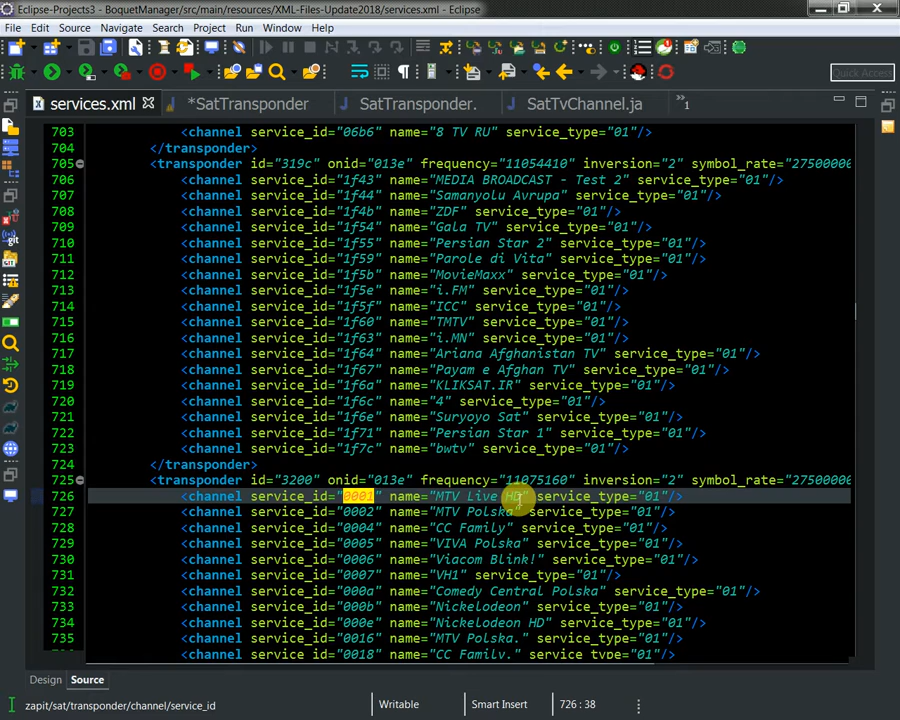 Eclipse-Projects3 - BoquetManager/src/main/resources/XML-Files-Update2018/services.xml - Eclipse
File Edit Source Navigate Search Project Run Window Help
Quick Access
services.xml *SatTransponder SatTransponder. SatTvChannel.ja »1
703 <channel service_id="06b6" name="8 TV RU" service_type="01"/>
704 </transponder>
705 <transponder id="319c" onid="013e" frequency="11054410" inversion="2" symbol_rate="27500000
706 <channel service_id="1f43" name="MEDIA BROADCAST - Test 2" service_type="01"/>
707 <channel service_id="1f44" name="Samanyolu Avrupa" service_type="01"/>
708 <channel service_id="1f4b" name="ZDF" service_type="01"/>
709 <channel service_id="1f54" name="Gala TV" service_type="01"/>
710 <channel service_id="1f55" name="Persian Star 2" service_type="01"/>
711 <channel service_id="1f59" name="Parole di Vita" service_type="01"/>
712 <channel service_id="1f5b" name="MovieMaxx" service_type="01"/>
713 <channel service_id="1f5e" name="i.FM" service_type="01"/>
714 <channel service_id="1f5f" name="ICC" service_type="01"/>
715 <channel service_id="1f60" name="TMTV" service_type="01"/>
716 <channel service_id="1f63" name="i.MN" service_type="01"/>
717 <channel service_id="1f64" name="Ariana Afghanistan TV" service_type="01"/>
718 <channel service_id="1f67" name="Payam e Afghan TV" service_type="01"/>
719 <channel service_id="1f6a" name="KLIKSAT.IR" service_type="01"/>
720 <channel service_id="1f6c" name="4" service_type="01"/>
721 <channel service_id="1f6e" name="Suryoyo Sat" service_type="01"/>
722 <channel service_id="1f71" name="Persian Star 1" service_type="01"/>
723 <channel service_id="1f7c" name="bwtv" service_type="01"/>
724 </transponder>
725 <transponder id="3200" onid="013e" frequency="11075160" inversion="2" symbol_rate="27500000
726 <channel service_id="0001" name="MTV Live HD" service_type="01"/>
727 <channel service_id="0002" name="MTV Polska" service_type="01"/>
728 <channel service_id="0004" name="CC Family" service_type="01"/>
729 <channel service_id="0005" name="VIVA Polska" service_type="01"/>
730 <channel service_id="0006" name="Viacom Blink!" service_type="01"/>
731 <channel service_id="0007" name="VH1" service_type="01"/>
732 <channel service_id="000a" name="Comedy Central Polska" service_type="01"/>
733 <channel service_id="000b" name="Nickelodeon" service_type="01"/>
734 <channel service_id="000e" name="Nickelodeon HD" service_type="01"/>
735 <channel service_id="0016" name="MTV Polska." service_type="01"/>
<channel service_id="0018" name="CC Family." service_type="01"/>
Design Source
zapit/sat/transponder/channel/service_id Writable Smart Insert 726 : 38